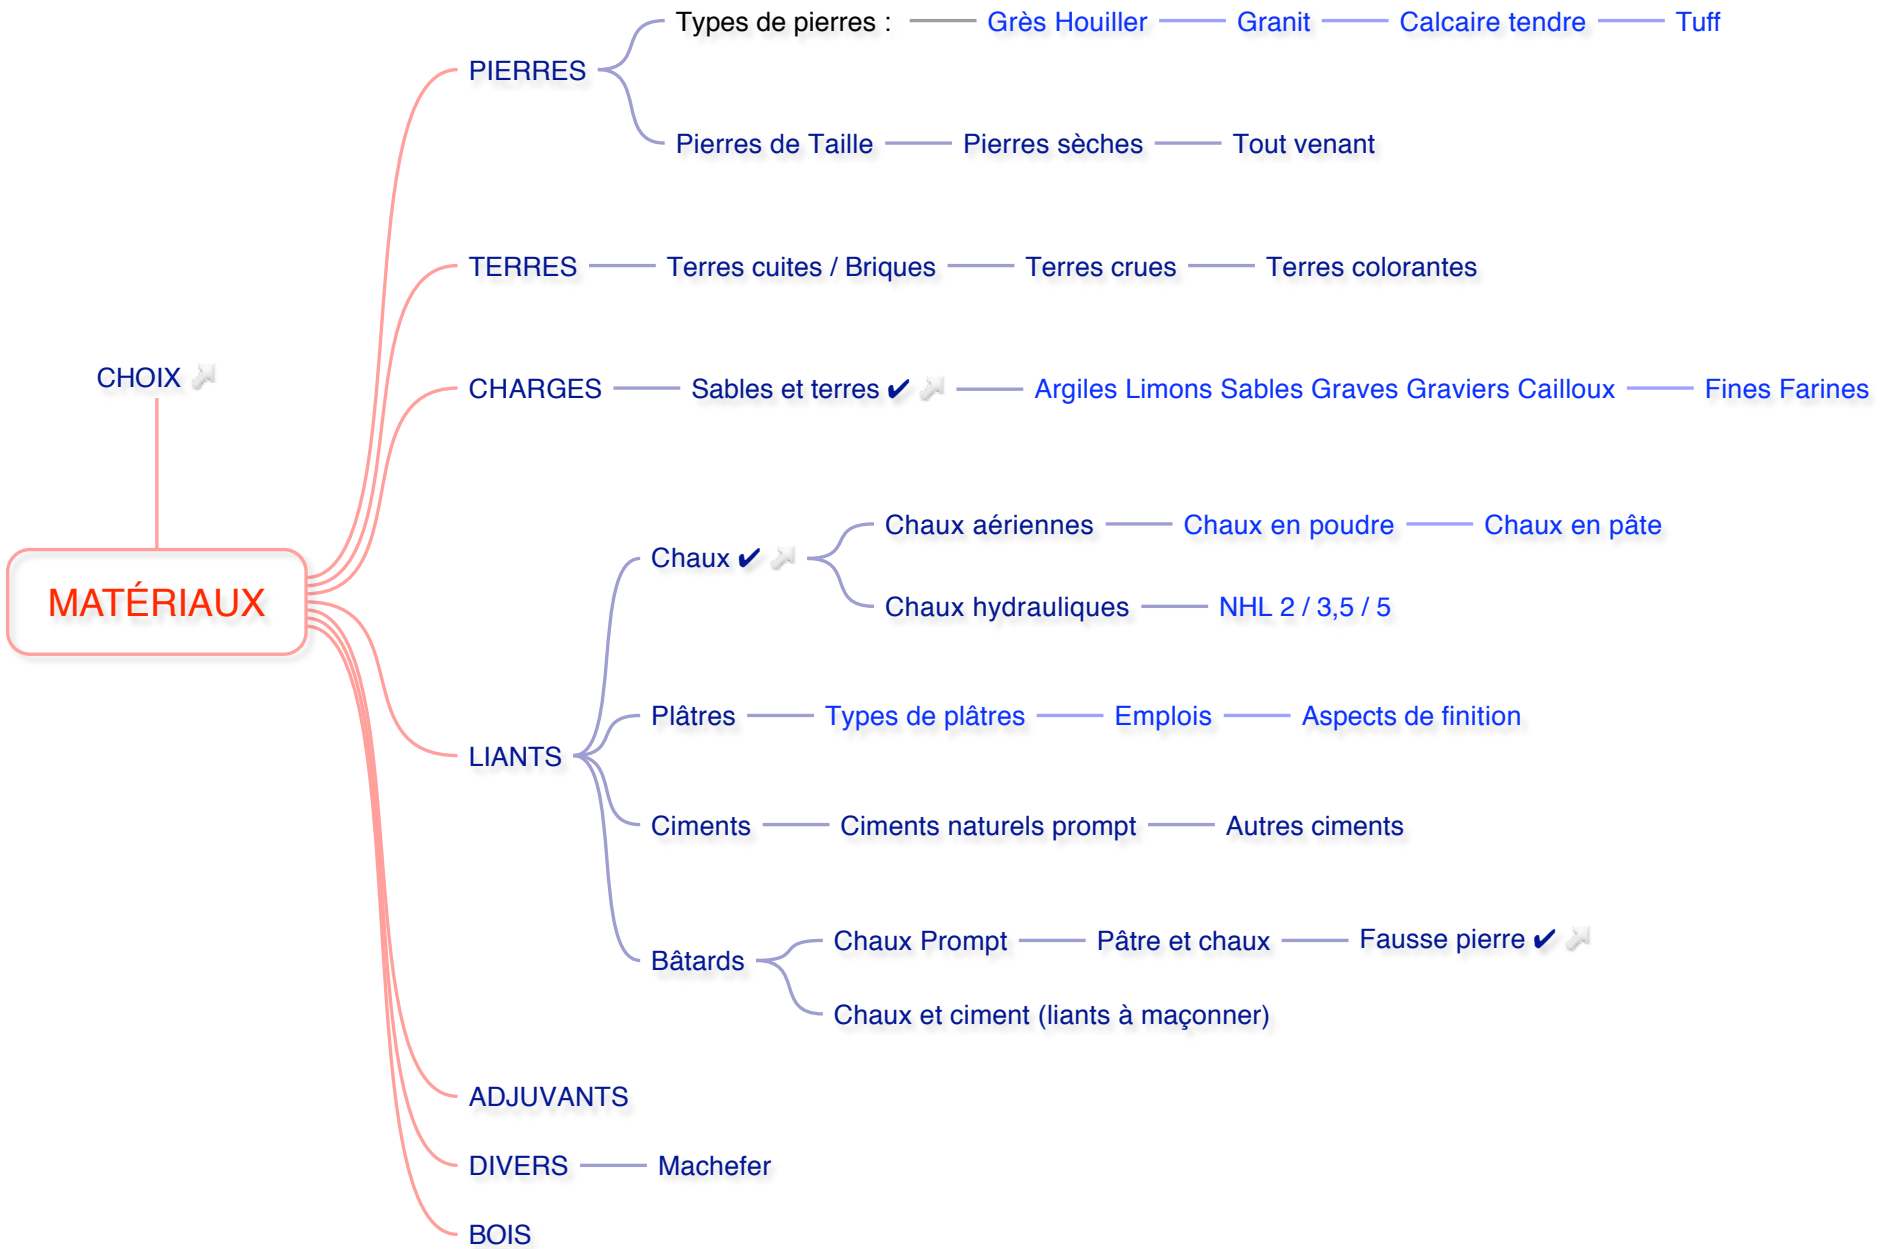 Types de pierres : Grès Houiller Granit Calcaire tendre Tuff
PIERRES
Pierres de Taille Pierres sèches Tout venant
TERRES Terres cuites / Briques Terres crues Terres colorantes
CHOIX
CHARGES Sables et terres ✔ Argiles Limons Sables Graves Graviers Cailloux Fines Farines
Chaux aériennes Chaux en poudre Chaux en pâte
Chaux ✔
Chaux hydrauliques NHL 2 / 3,5 / 5
MATÉRIAUX
Plâtres Types de plâtres Emplois Aspects de finition
LIANTS
Ciments Ciments naturels prompt Autres ciments
Chaux Prompt Pâtre et chaux Fausse pierre ✔
Bâtards
Chaux et ciment (liants à maçonner)
ADJUVANTS
DIVERS Machefer
BOIS